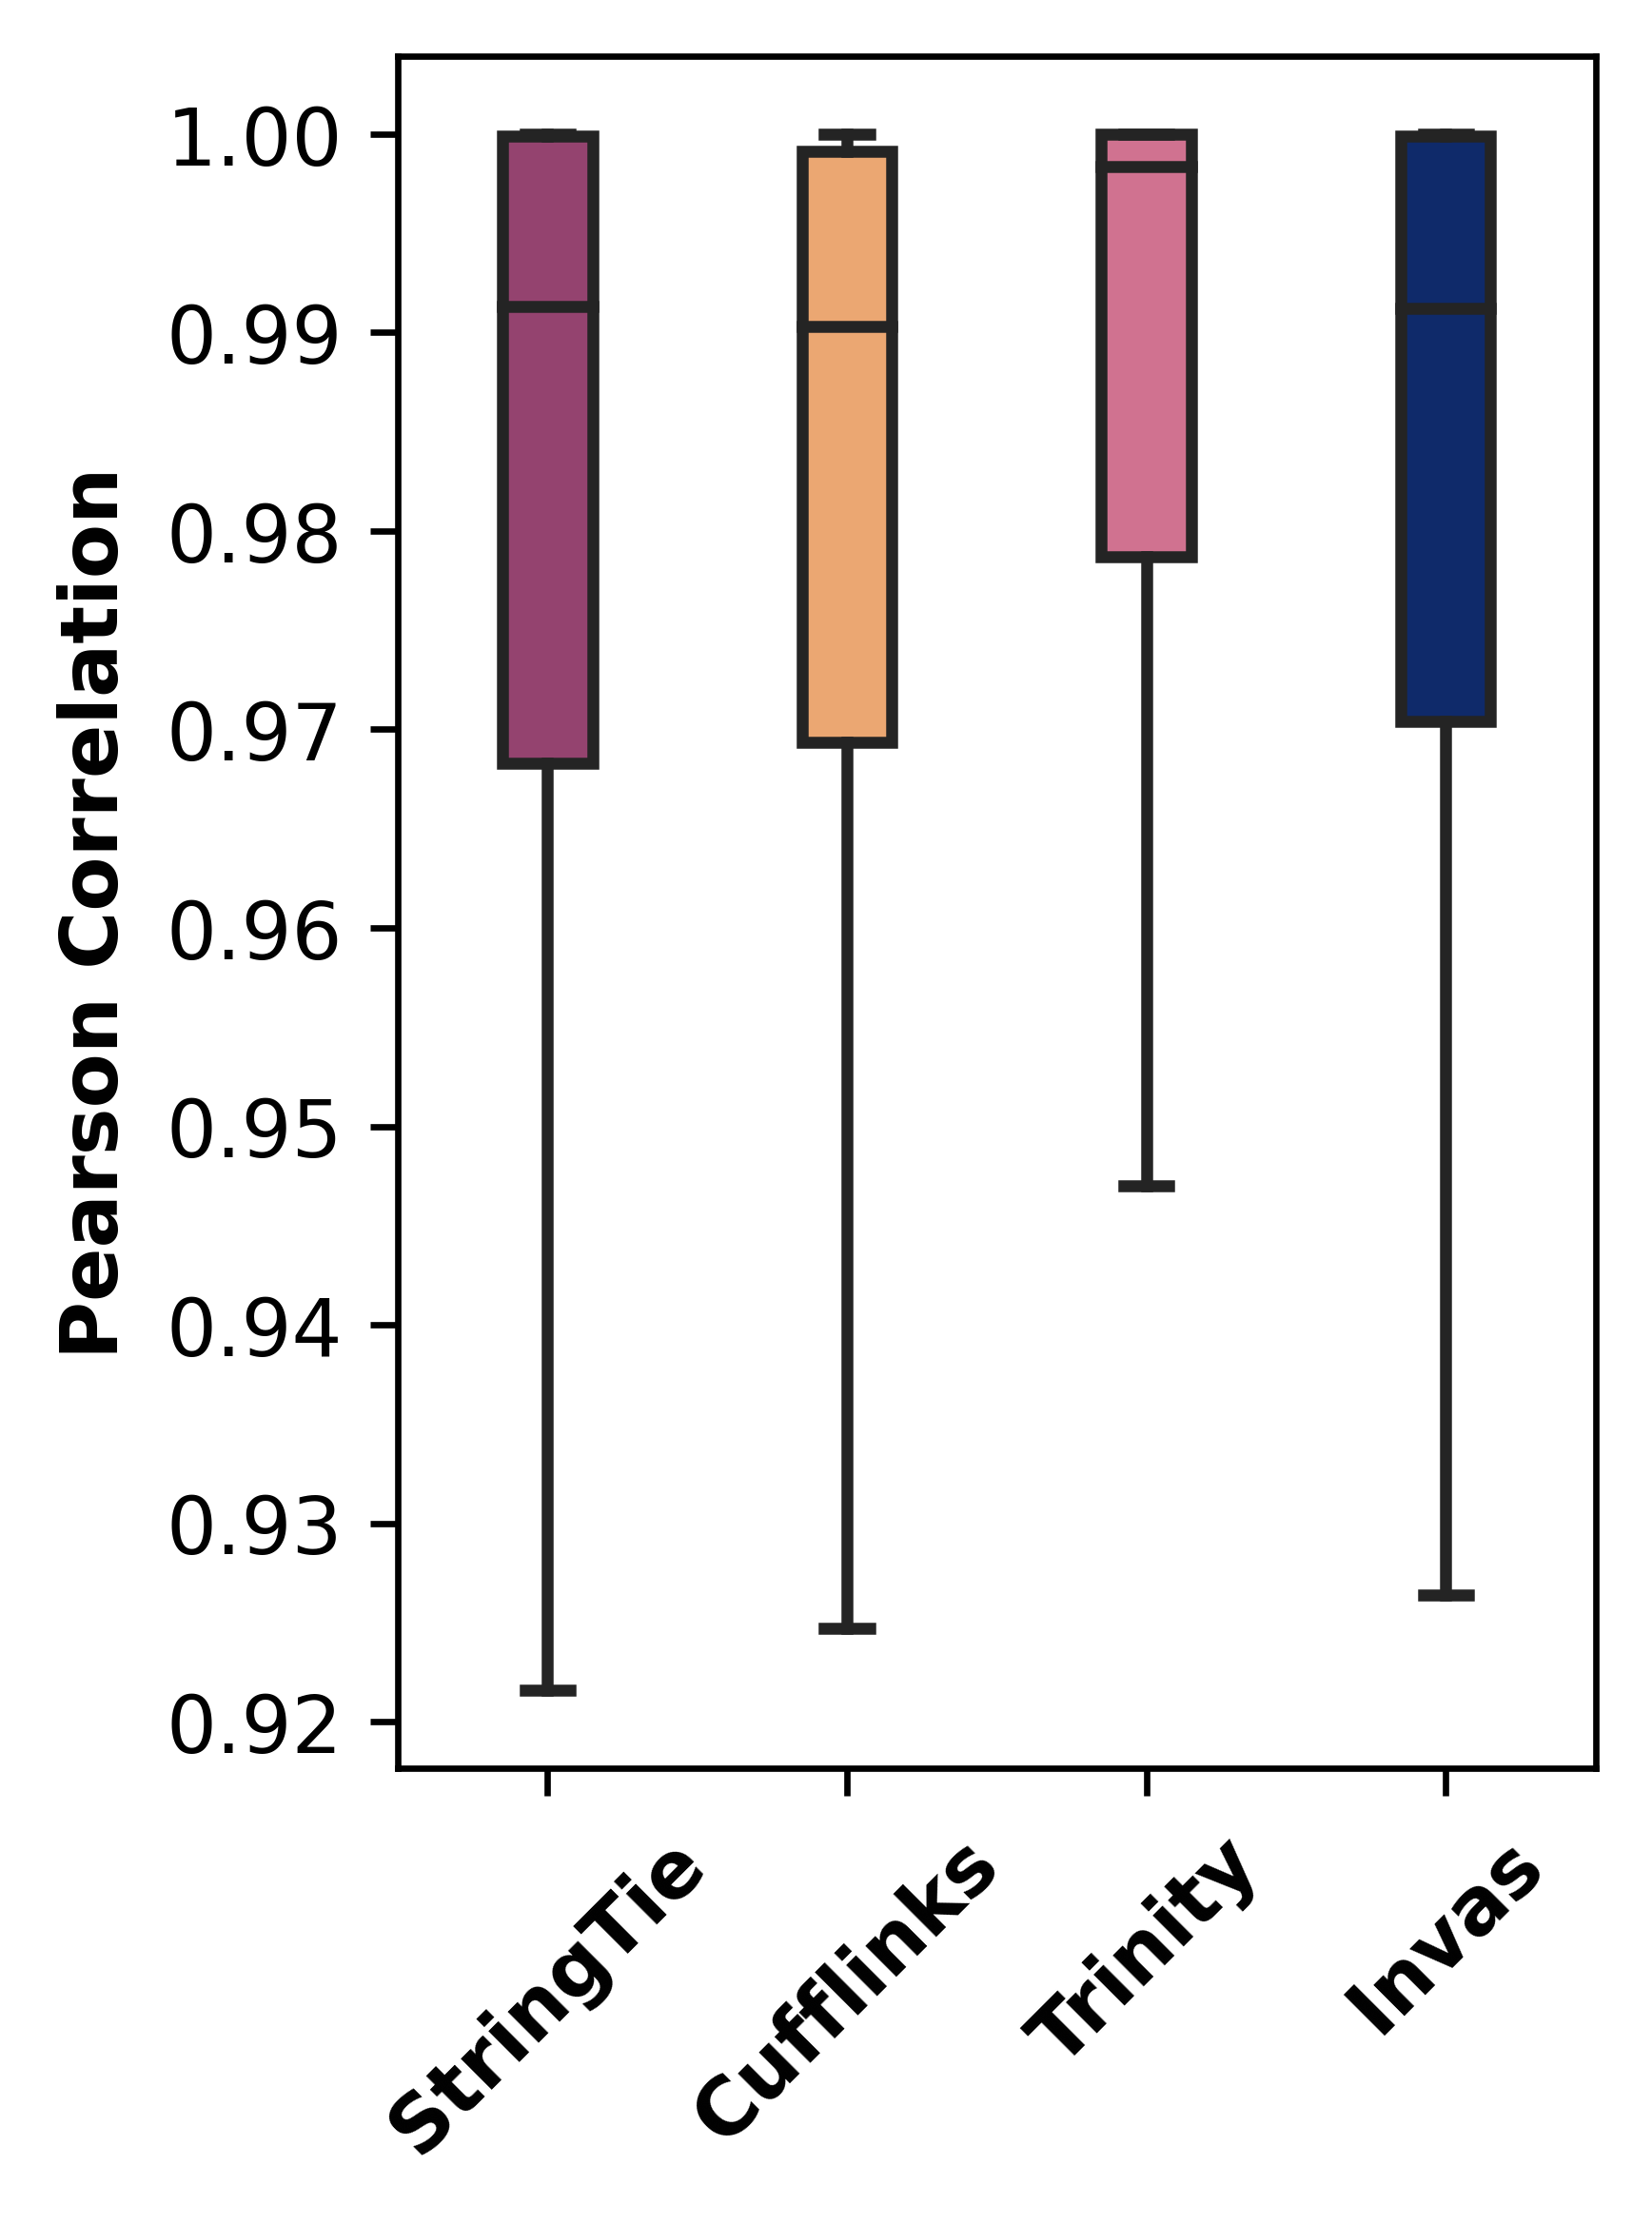 Pearson Correlation
1.00
0.99
0.98
0.97
0.96
0.95
0.94
0.93
0.92
StringTie
Cufflinks
Trinity
Invas